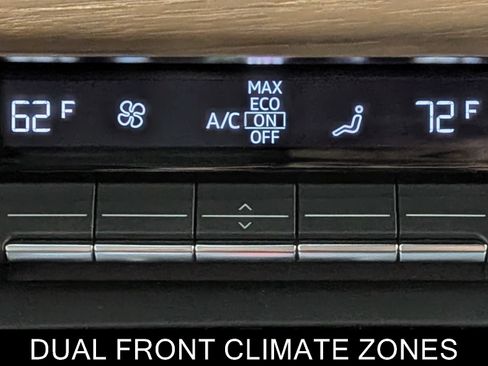 MAX
ECO
62 F A/C ON 72 F
OFF
DUAL FRONT CLIMATE ZONES